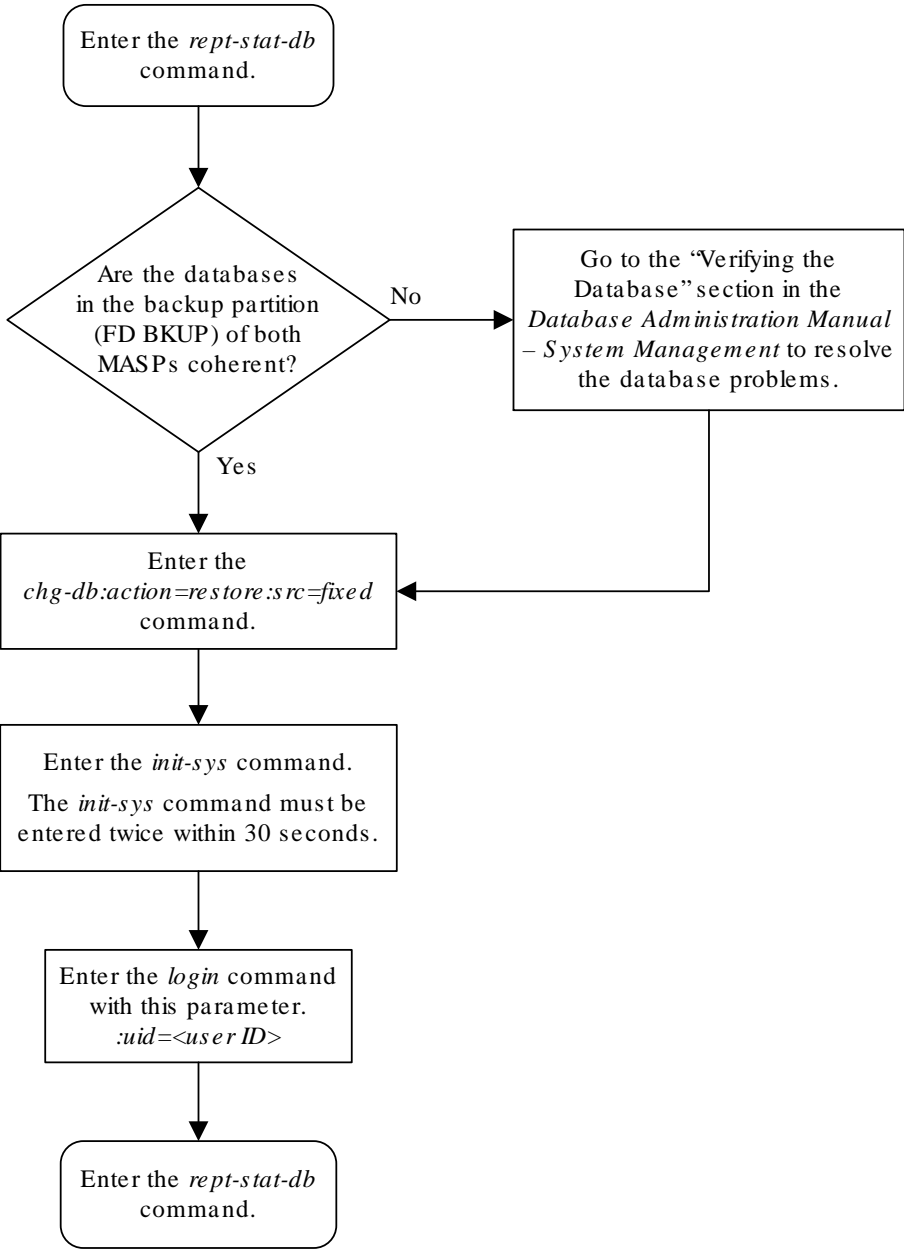 Enter the rept-stat-db
command.
Are the databases
in the backup partition
(FD BKUP) of both
MASPs coherent?
No
Go to the “Verifying the
Database” section in the
Database Administration Manual
– System Management to resolve
the database problems.
Yes
Enter the
chg-db:action=restore:src=fixed
command.
Enter the init-sys command.
The init-sys command must be
entered twice within 30 seconds.
Enter the login command
with this parameter.
:uid=<user ID>
Enter the rept-stat-db
command.